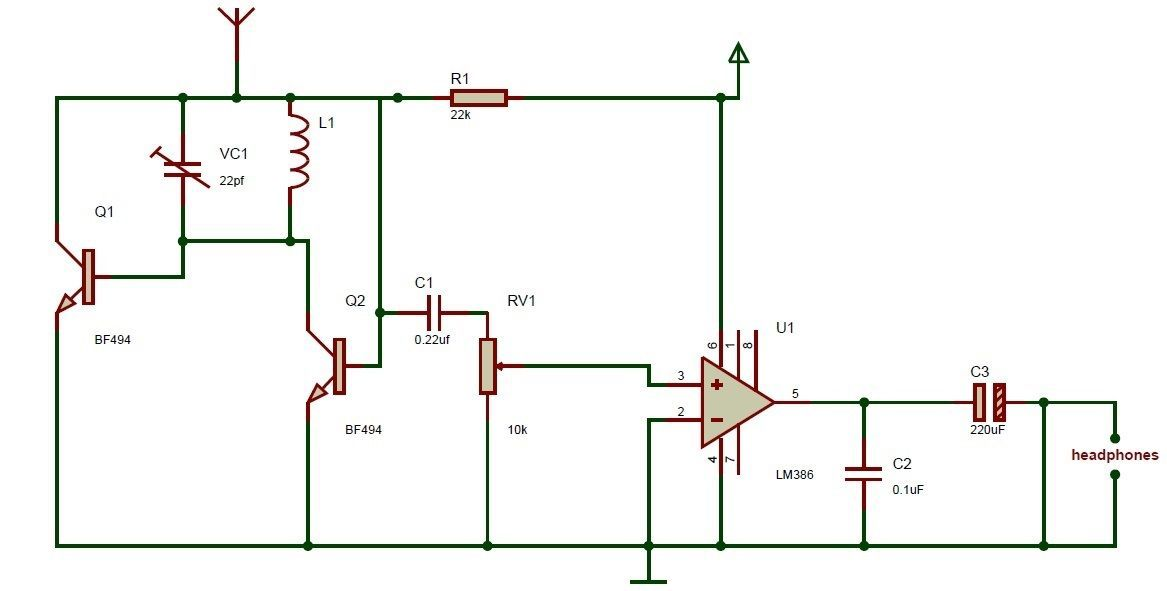 R1
22k
L1
VC1
22pf
Q1
BF494
Q2
BF494
C1
0.22uf
RV1
10k
U1
6
1
8
3
2
5
4
7
LM386
C3
220uF
C2
0.1uF
headphones